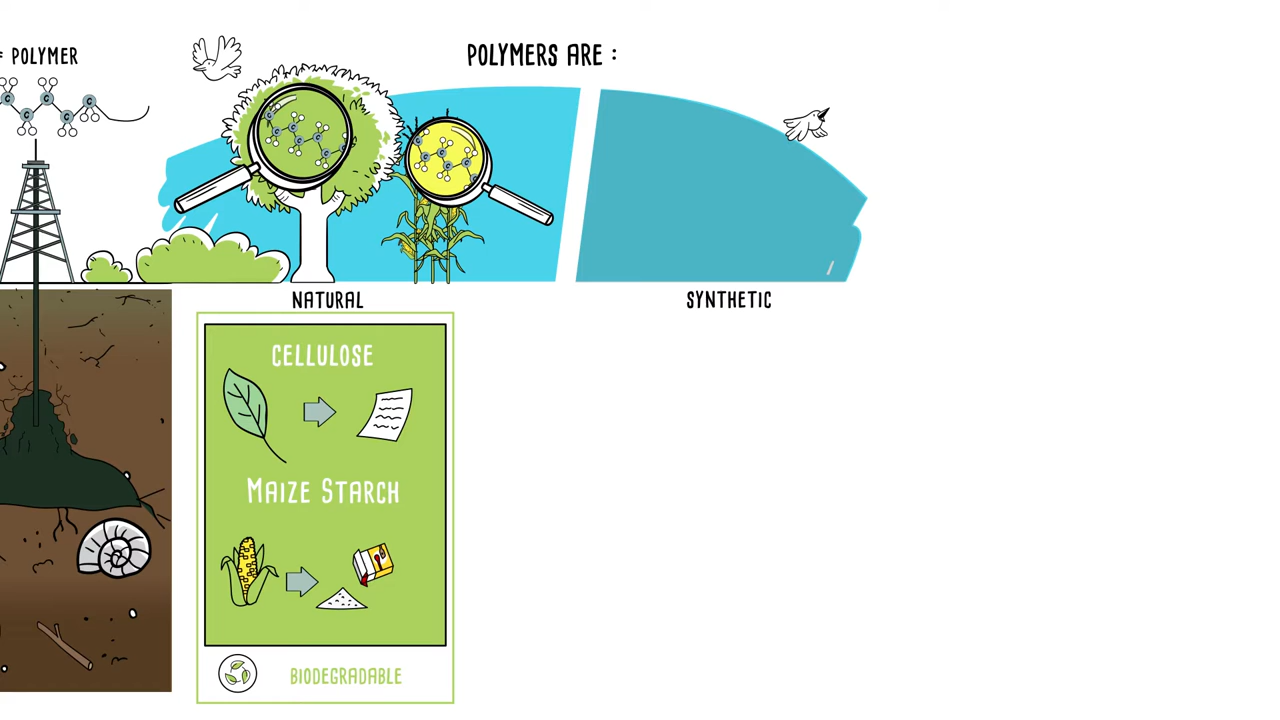 = POLYMER
POLYMERS ARE :
C C C C C
NATURAL
SYNTHETIC
CELLULOSE
MAIZE STARCH
BIODEGRADABLE